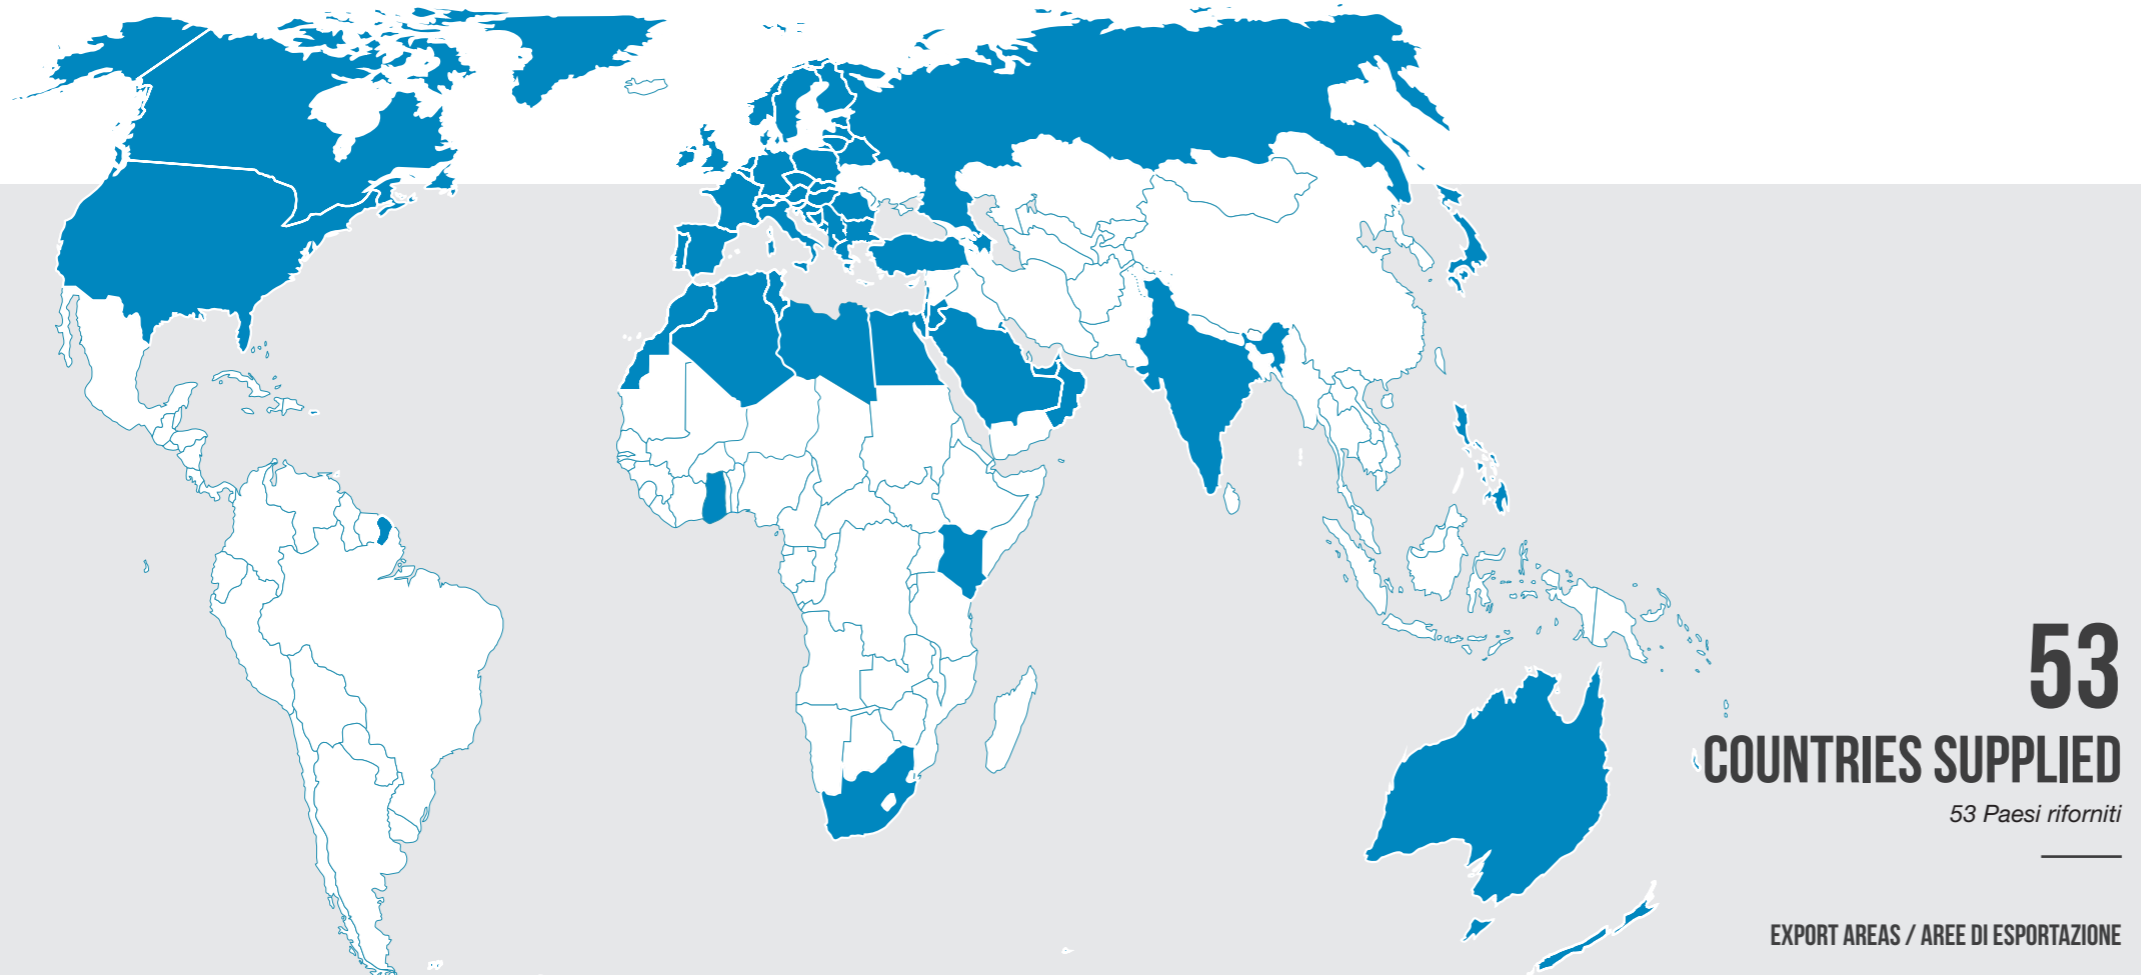 53
COUNTRIES SUPPLIED
53 Paesi riforniti
EXPORT AREAS / AREE DI ESPORTAZIONE